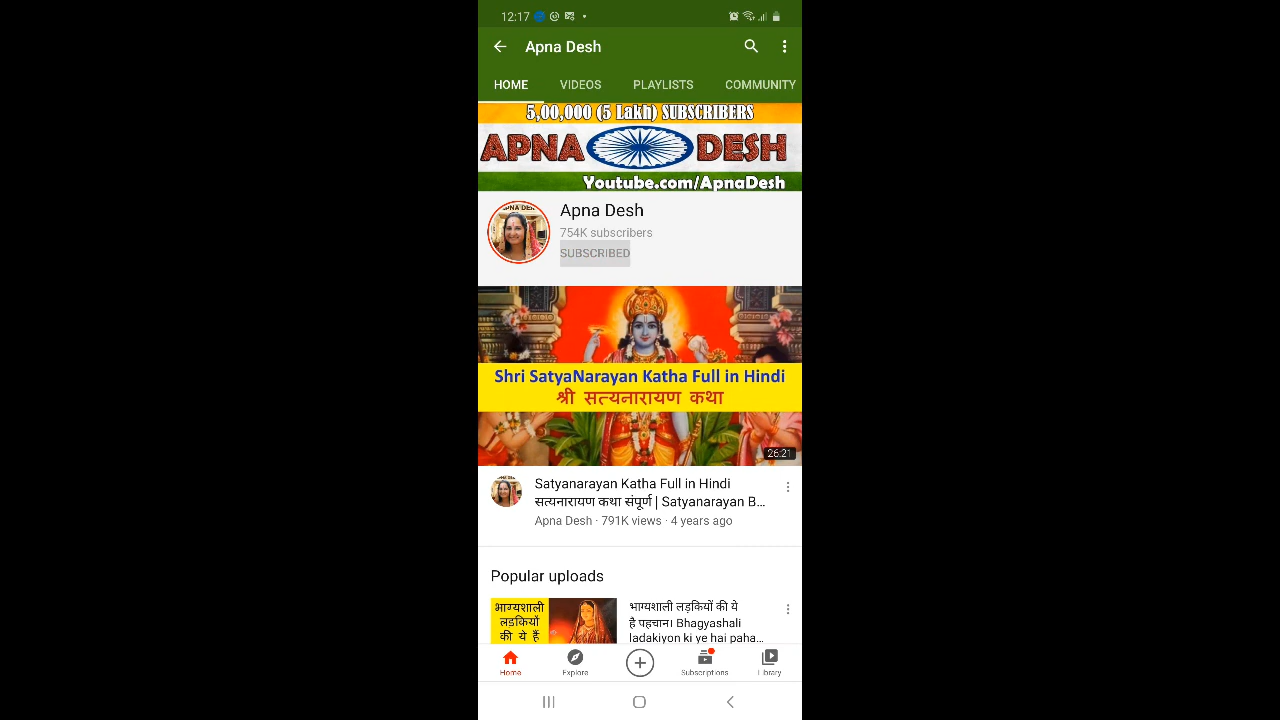 12:17
Apna Desh
HOME VIDEOS PLAYLISTS COMMUNITY
5,00,000 (5 Lakh) SUBSCRIBERS
APNA DESH
Youtube.com/ApnaDesh
Apna Desh
754K subscribers
SUBSCRIBED
Shri SatyaNarayan Katha Full in Hindi
श्री सत्यनारायण कथा
26:21
Satyanarayan Katha Full in Hindi
सत्यनारायण कथा संपूर्ण | Satyanarayan B...
Apna Desh · 791K views · 4 years ago
Popular uploads
भाग्यशाली
लडकियों
की ये हैं
भाग्यशाली लड़कियों की ये
है पहचान। Bhagyashali
ladakiyon ki ye hai paha...
Home Explore Subscriptions Library